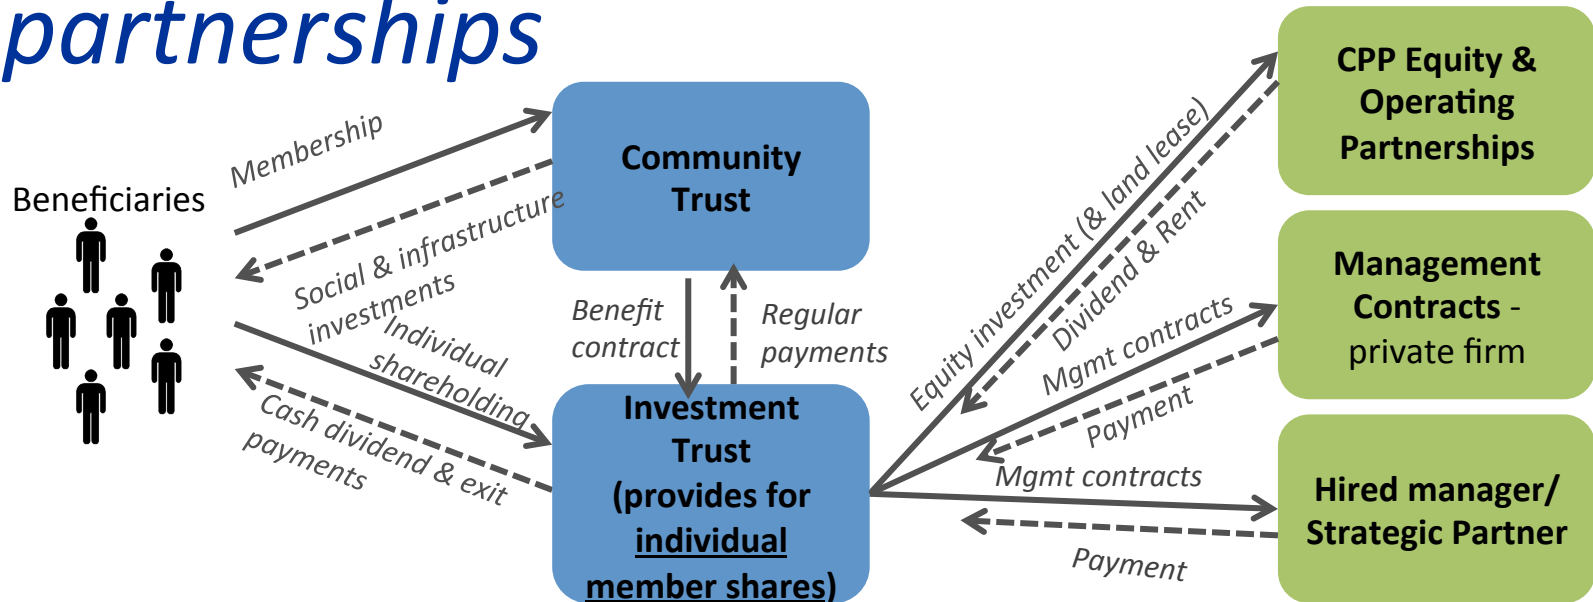 partnerships
Beneficiaries
Membership
Social & infrastructure
investments
Individual
shareholding
Cash dividend & exit
payments
Community
Trust
Benefit
contract
Regular
payments
Investment
Trust
(provides for
individual
member shares)
Equity investment (& land lease)
Dividend & Rent
Mgmt contracts
Payment
Mgmt contracts
Payment
CPP Equity &
Operating
Partnerships
Management
Contracts -
private firm
Hired manager/
Strategic Partner